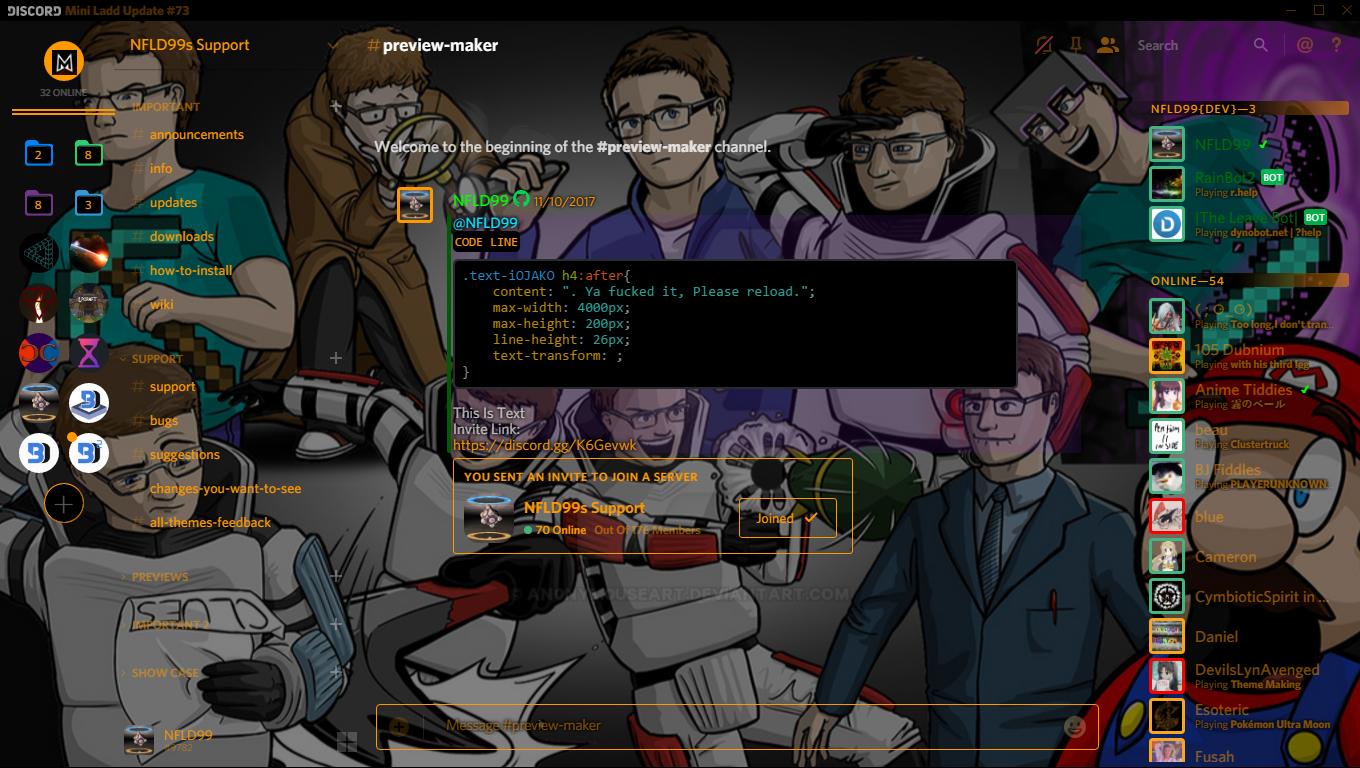 DISCORD Mini Ladd Update #73
NFLD99s Support
32 ONLINE
2
8
8
3
IMPORTANT
# announcements
# info
# updates
# downloads
# how-to-install
# wiki
SUPPORT
# support
# bugs
# suggestions
# changes-you-want-to-see
# all-themes-feedback
PREVIEWS
IMPORTANT 2
SHOW CASE
NFLD99
#9782
# preview-maker
Search
@ ?
Welcome to the beginning of the #preview-maker channel.
NFLD99 11/10/2017
@NFLD99
CODE LINE
.text-iOJAKO h4:after{
content: ". Ya fucked it, Please reload.";
max-width: 4000px;
max-height: 200px;
line-height: 26px;
text-transform: ;
}
This Is Text
Invite Link:
https://discord.gg/K6Gevwk
YOU SENT AN INVITE TO JOIN A SERVER
NFLD99s Support
70 Online Out Of 176 Members
Joined
© ANONYMOUSEART.DEVIANTART.COM
Message #preview-maker
NFLD99{DEV}—3
NFLD99
RainBot2 BOT
Playing r.help
|The Leave Bot| BOT
Playing dynobot.net | ?help
ONLINE—54
Playing Too long,I don't tran...
105 Dubnium
Playing with his third leg
Anime Tiddies
beau
Playing Clustertruck
BJ Fiddles
Playing PLAYERUNKNOWN...
blue
Cameron
CymbioticSpirit in ...
Daniel
DevilsLynAvenged
Playing Theme Making
Esoteric
Playing Pokémon Ultra Moon
Fusah